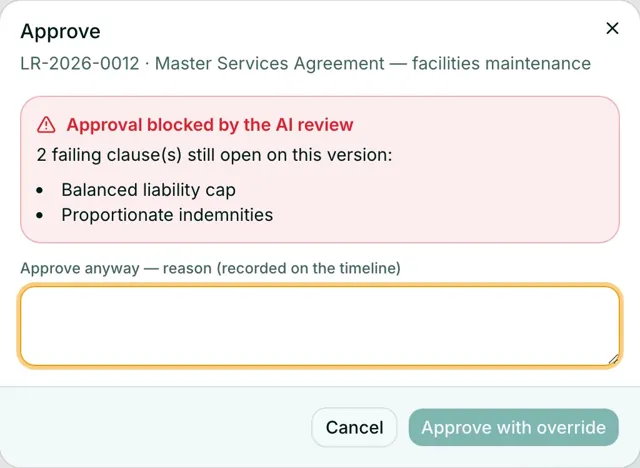 Approve
LR-2026-0012 · Master Services Agreement — facilities maintenance
Approval blocked by the AI review
2 failing clause(s) still open on this version:
• Balanced liability cap
• Proportionate indemnities
Approve anyway — reason (recorded on the timeline)
Cancel
Approve with override